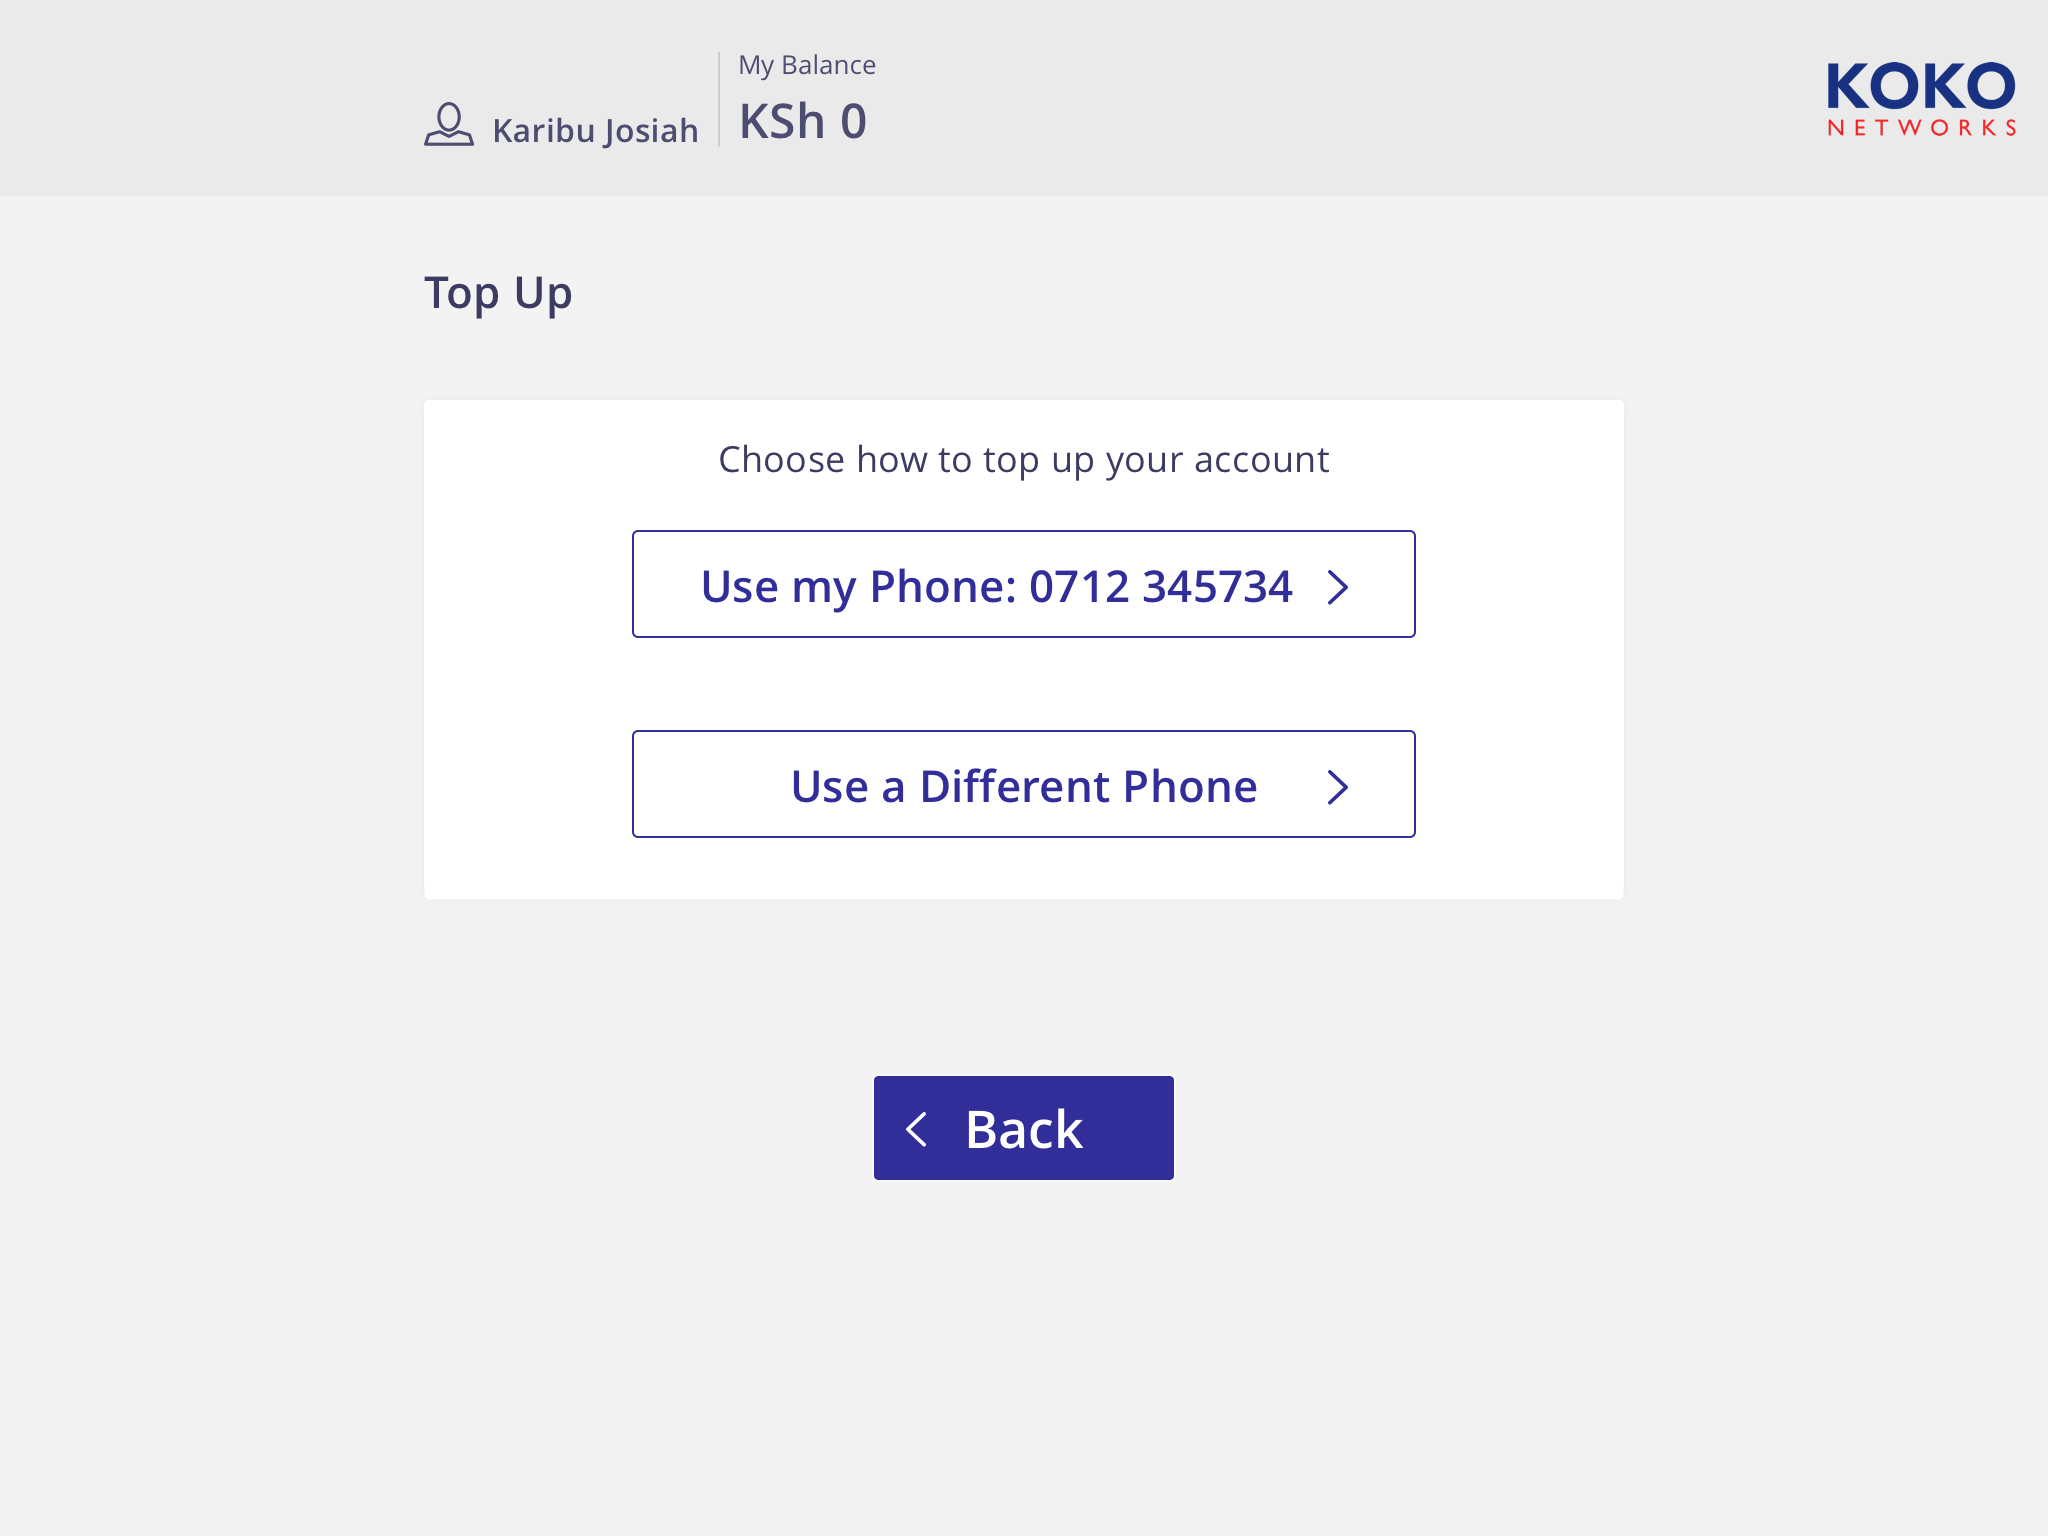 My Balance
Karibu Josiah
KSh 0
KOKO
NETWORKS
Top Up
Choose how to top up your account
Use my Phone: 0712 345734
Use a Different Phone
Back